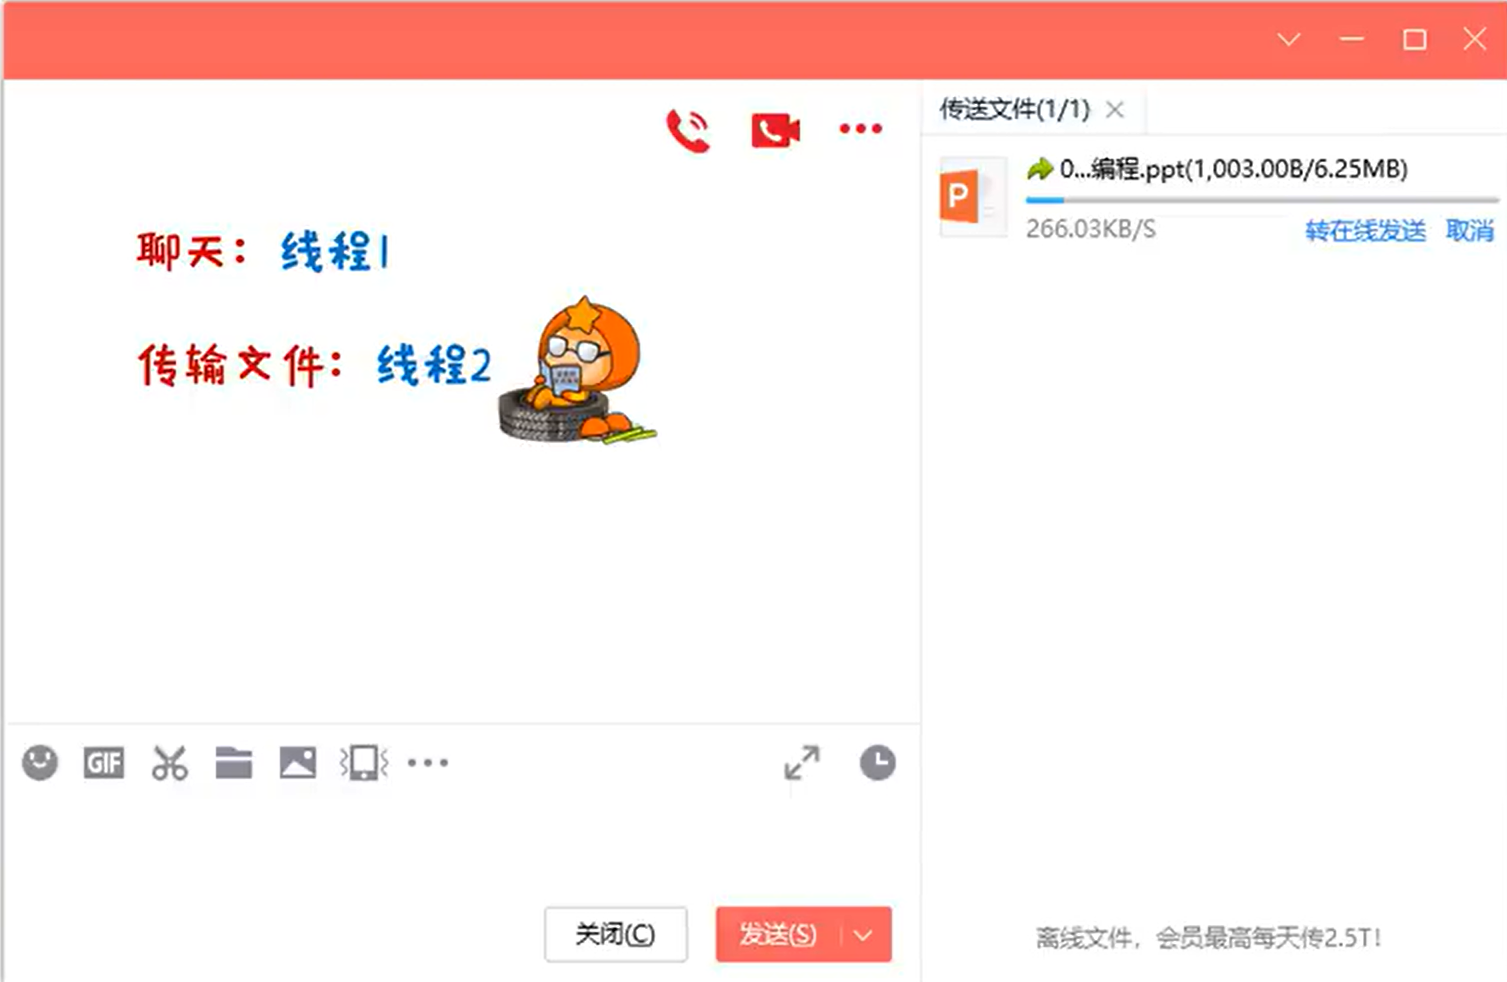 传送文件(1/1)
0...编程.ppt(1,003.00B/6.25MB)
P
266.03KB/S 转在线发送 取消
聊天：线程1
传输文件：线程2
GIF
关闭(C) 发送(S)
离线文件，会员最高每天传2.5T!